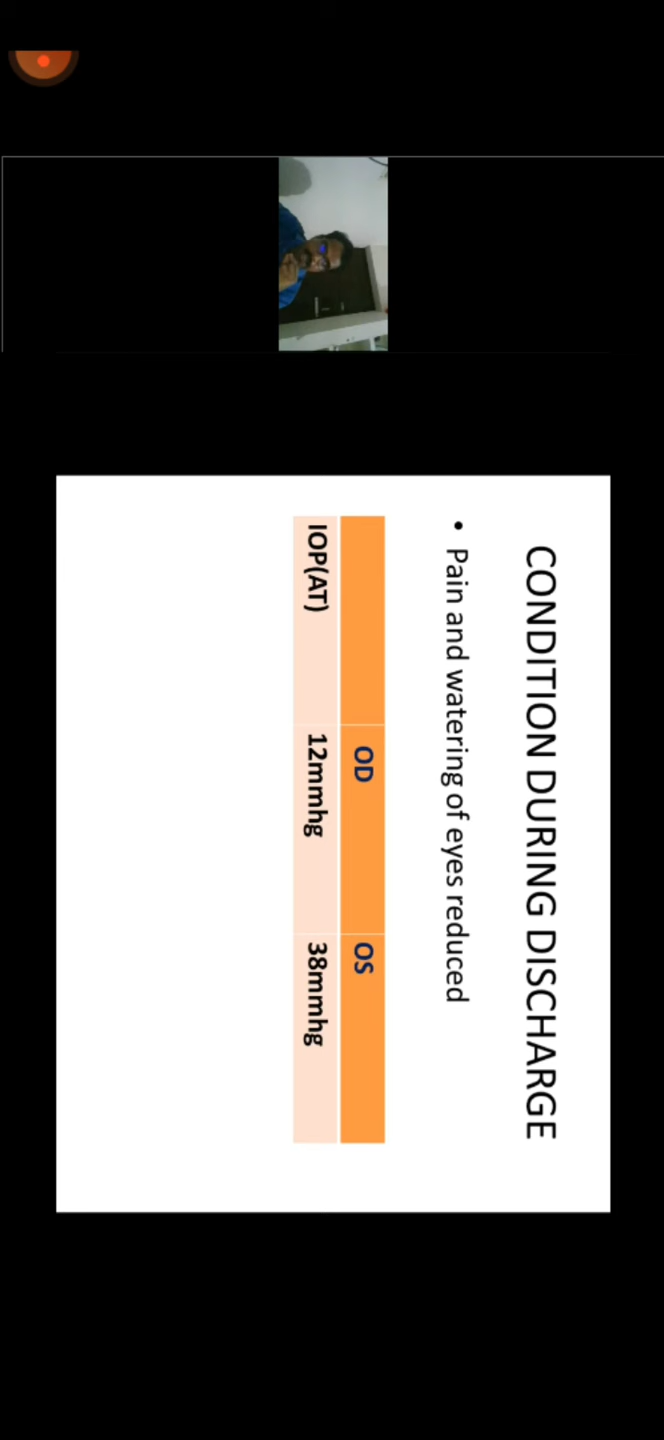 CONDITION DURING DISCHARGE
• Pain and watering of eyes reduced
OD OS
IOP(AT) 12mmhg 38mmhg